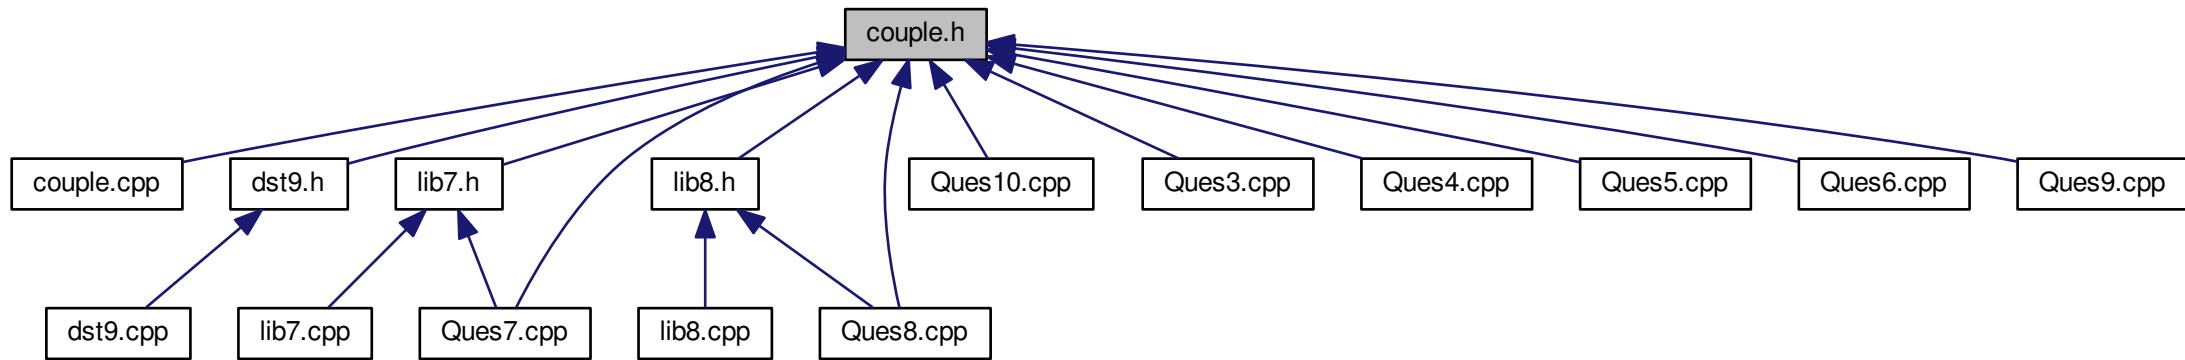 couple.h
couple.cpp
dst9.h
lib7.h
lib8.h
Ques10.cpp
Ques3.cpp
Ques4.cpp
Ques5.cpp
Ques6.cpp
Ques9.cpp
dst9.cpp
lib7.cpp
Ques7.cpp
lib8.cpp
Ques8.cpp